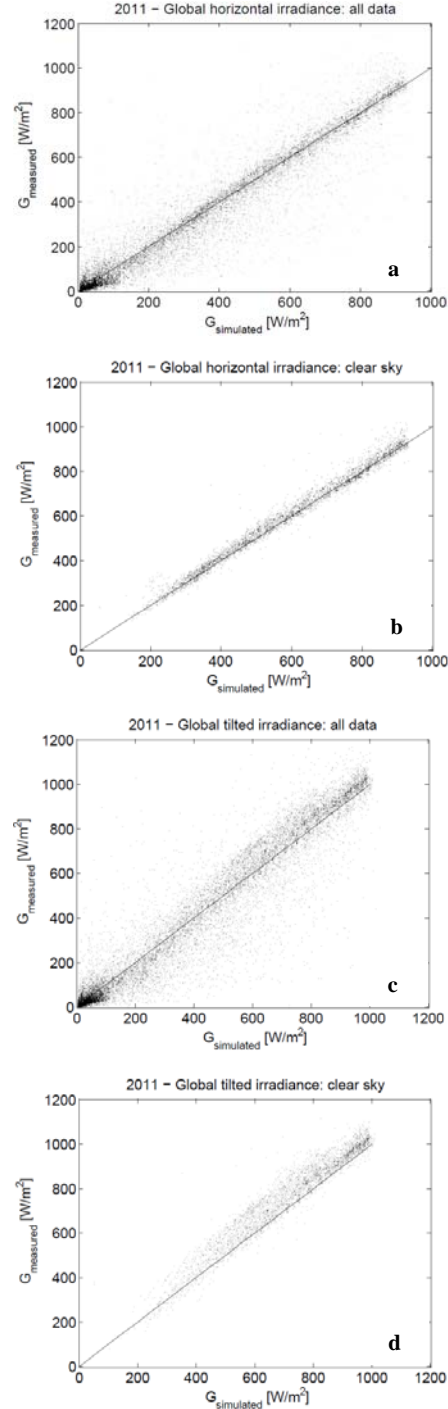 2011 − Global horizontal irradiance: all data
1200
1000
800
600
400
200
0
G_measured [W/m²]
0 200 400 600 800 1000
G_simulated [W/m²]
a
2011 − Global horizontal irradiance: clear sky
1200
1000
800
600
400
200
0
G_measured [W/m²]
0 200 400 600 800 1000
G_simulated [W/m²]
b
2011 − Global tilted irradiance: all data
1200
1000
800
600
400
200
0
G_measured [W/m²]
0 200 400 600 800 1000 1200
G_simulated [W/m²]
c
2011 − Global tilted irradiance: clear sky
1200
1000
800
600
400
200
0
G_measured [W/m²]
0 200 400 600 800 1000 1200
G_simulated [W/m²]
d